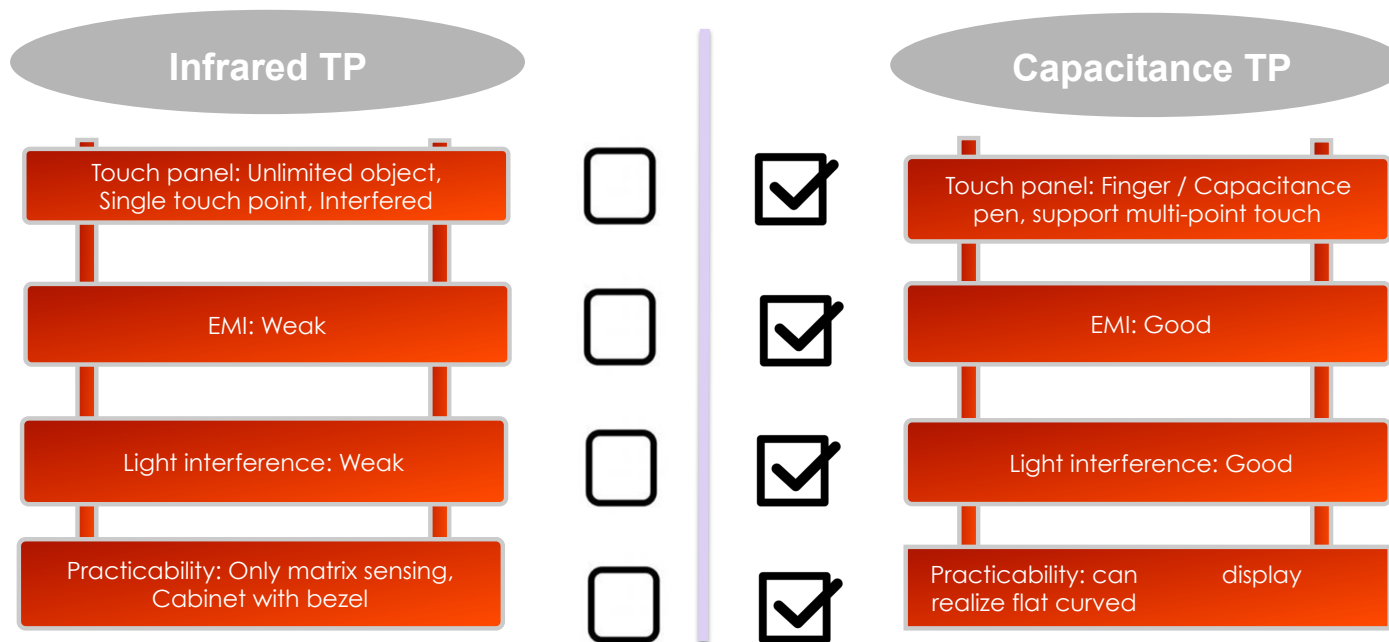 Infrared TP
Touch panel: Unlimited object,
Single touch point, Interfered
EMI: Weak
Light interference: Weak
Practicability: Only matrix sensing,
Cabinet with bezel
Capacitance TP
Touch panel: Finger / Capacitance
pen, support multi-point touch
EMI: Good
Light interference: Good
Practicability: can display
realize flat curved